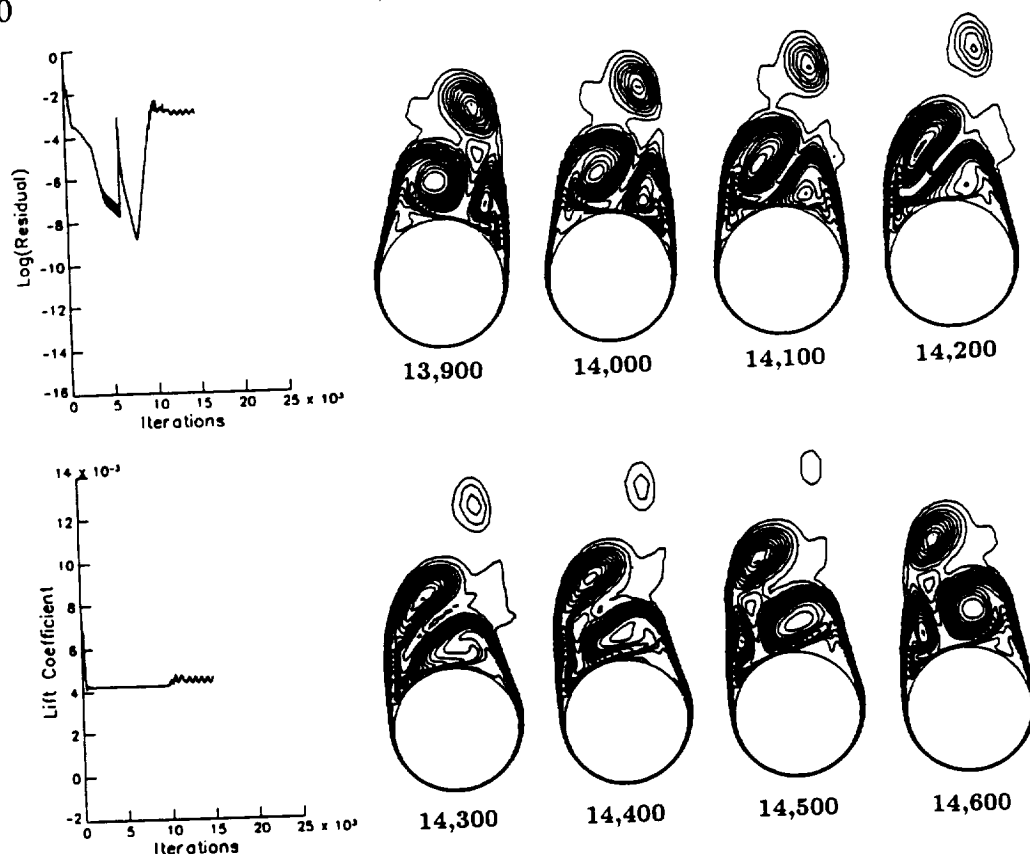 0
0
-2
-4
-6
-8
-10
-12
-14
-16
Log(Residual)
0 5 10 15 20 25 x 10³
Iterations
13,900 14,000 14,100 14,200
14 x 10⁻³
12
10
8
6
4
2
0
-2
Lift Coefficient
0 5 10 15 20 25 x 10³
Iterations
14,300 14,400 14,500 14,600